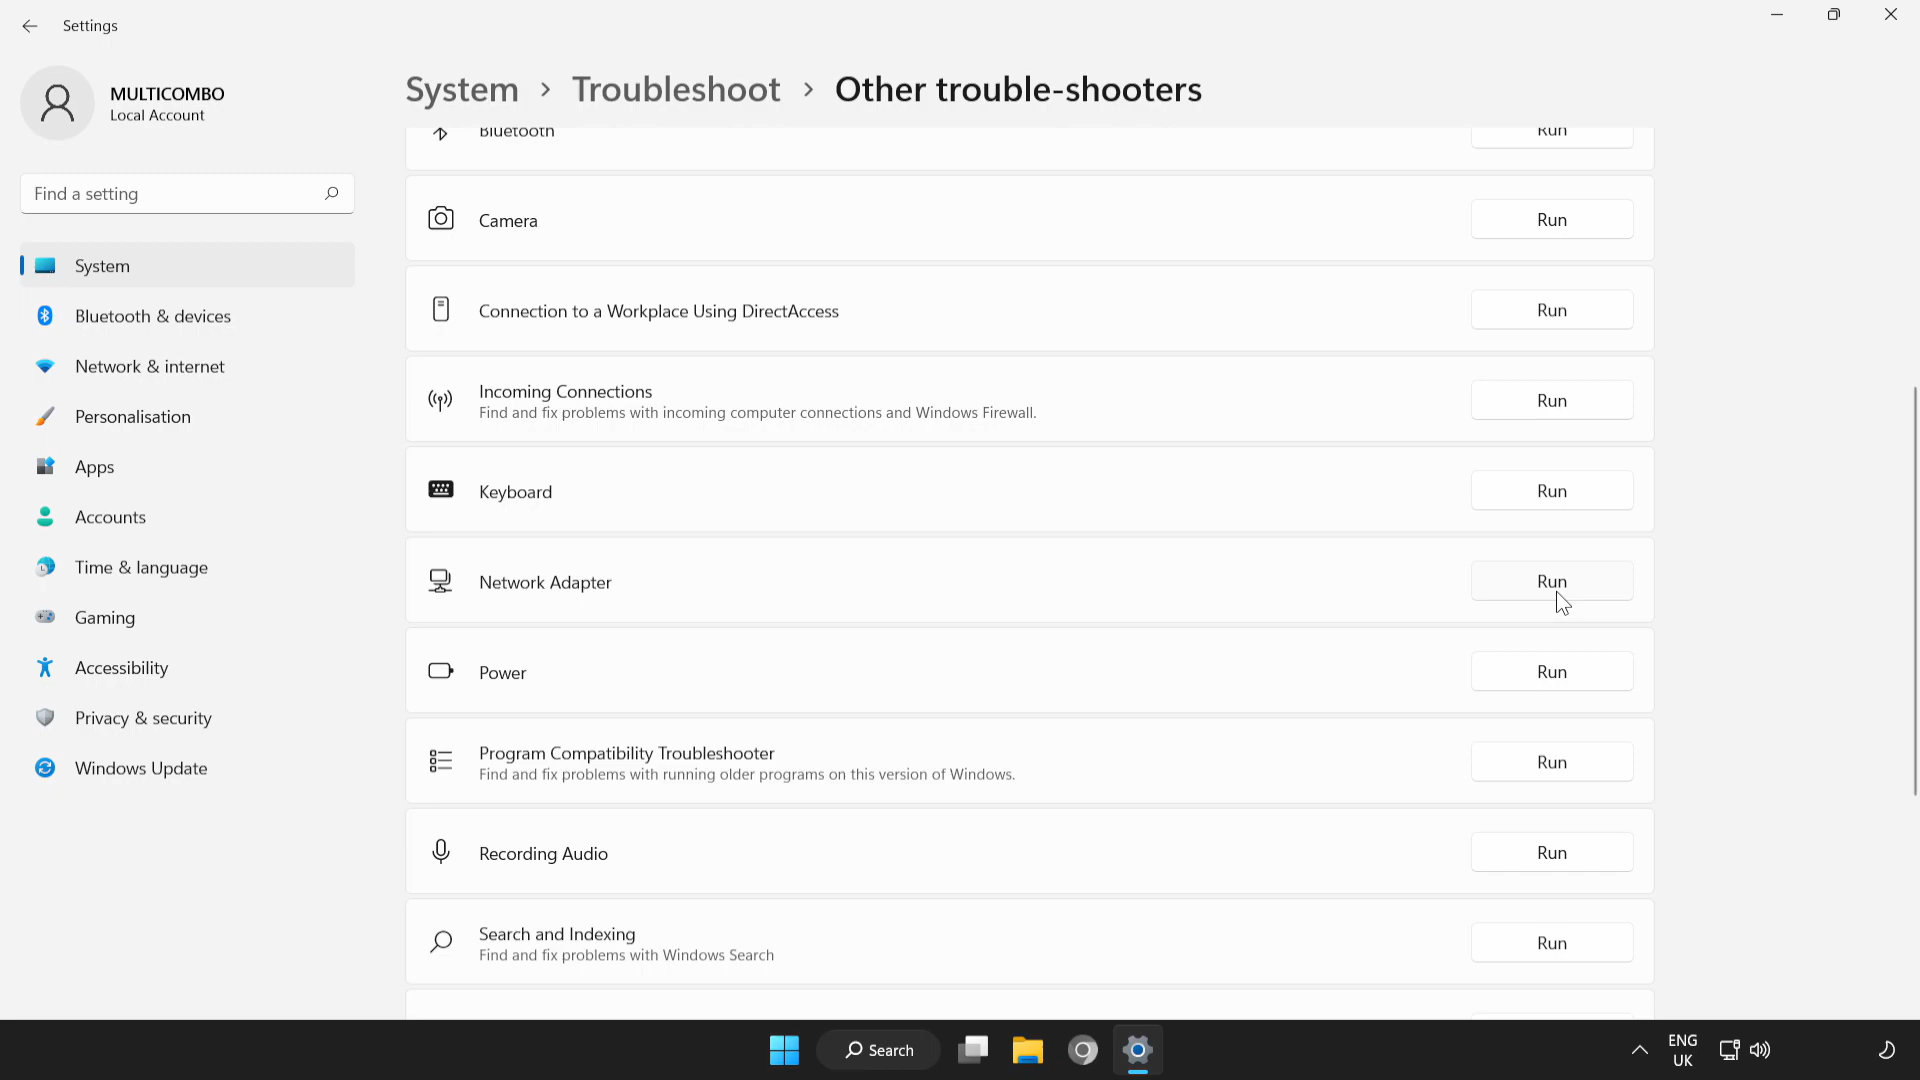 Settings
MULTICOMBO
Local Account
Find a setting
System
Bluetooth & devices
Network & internet
Personalisation
Apps
Accounts
Time & language
Gaming
Accessibility
Privacy & security
Windows Update
System > Troubleshoot > Other trouble-shooters
Bluetooth Run
Camera Run
Connection to a Workplace Using DirectAccess Run
Incoming Connections
Find and fix problems with incoming computer connections and Windows Firewall.
Run
Keyboard Run
Network Adapter Run
Power Run
Program Compatibility Troubleshooter
Find and fix problems with running older programs on this version of Windows.
Run
Recording Audio Run
Search and Indexing
Find and fix problems with Windows Search
Run
Search
ENG
UK